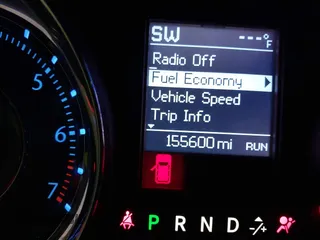 SW ---°F
Radio Off
Fuel Economy
Vehicle Speed
Trip Info
155600 mi RUN
5
6
7
P R N D -/+